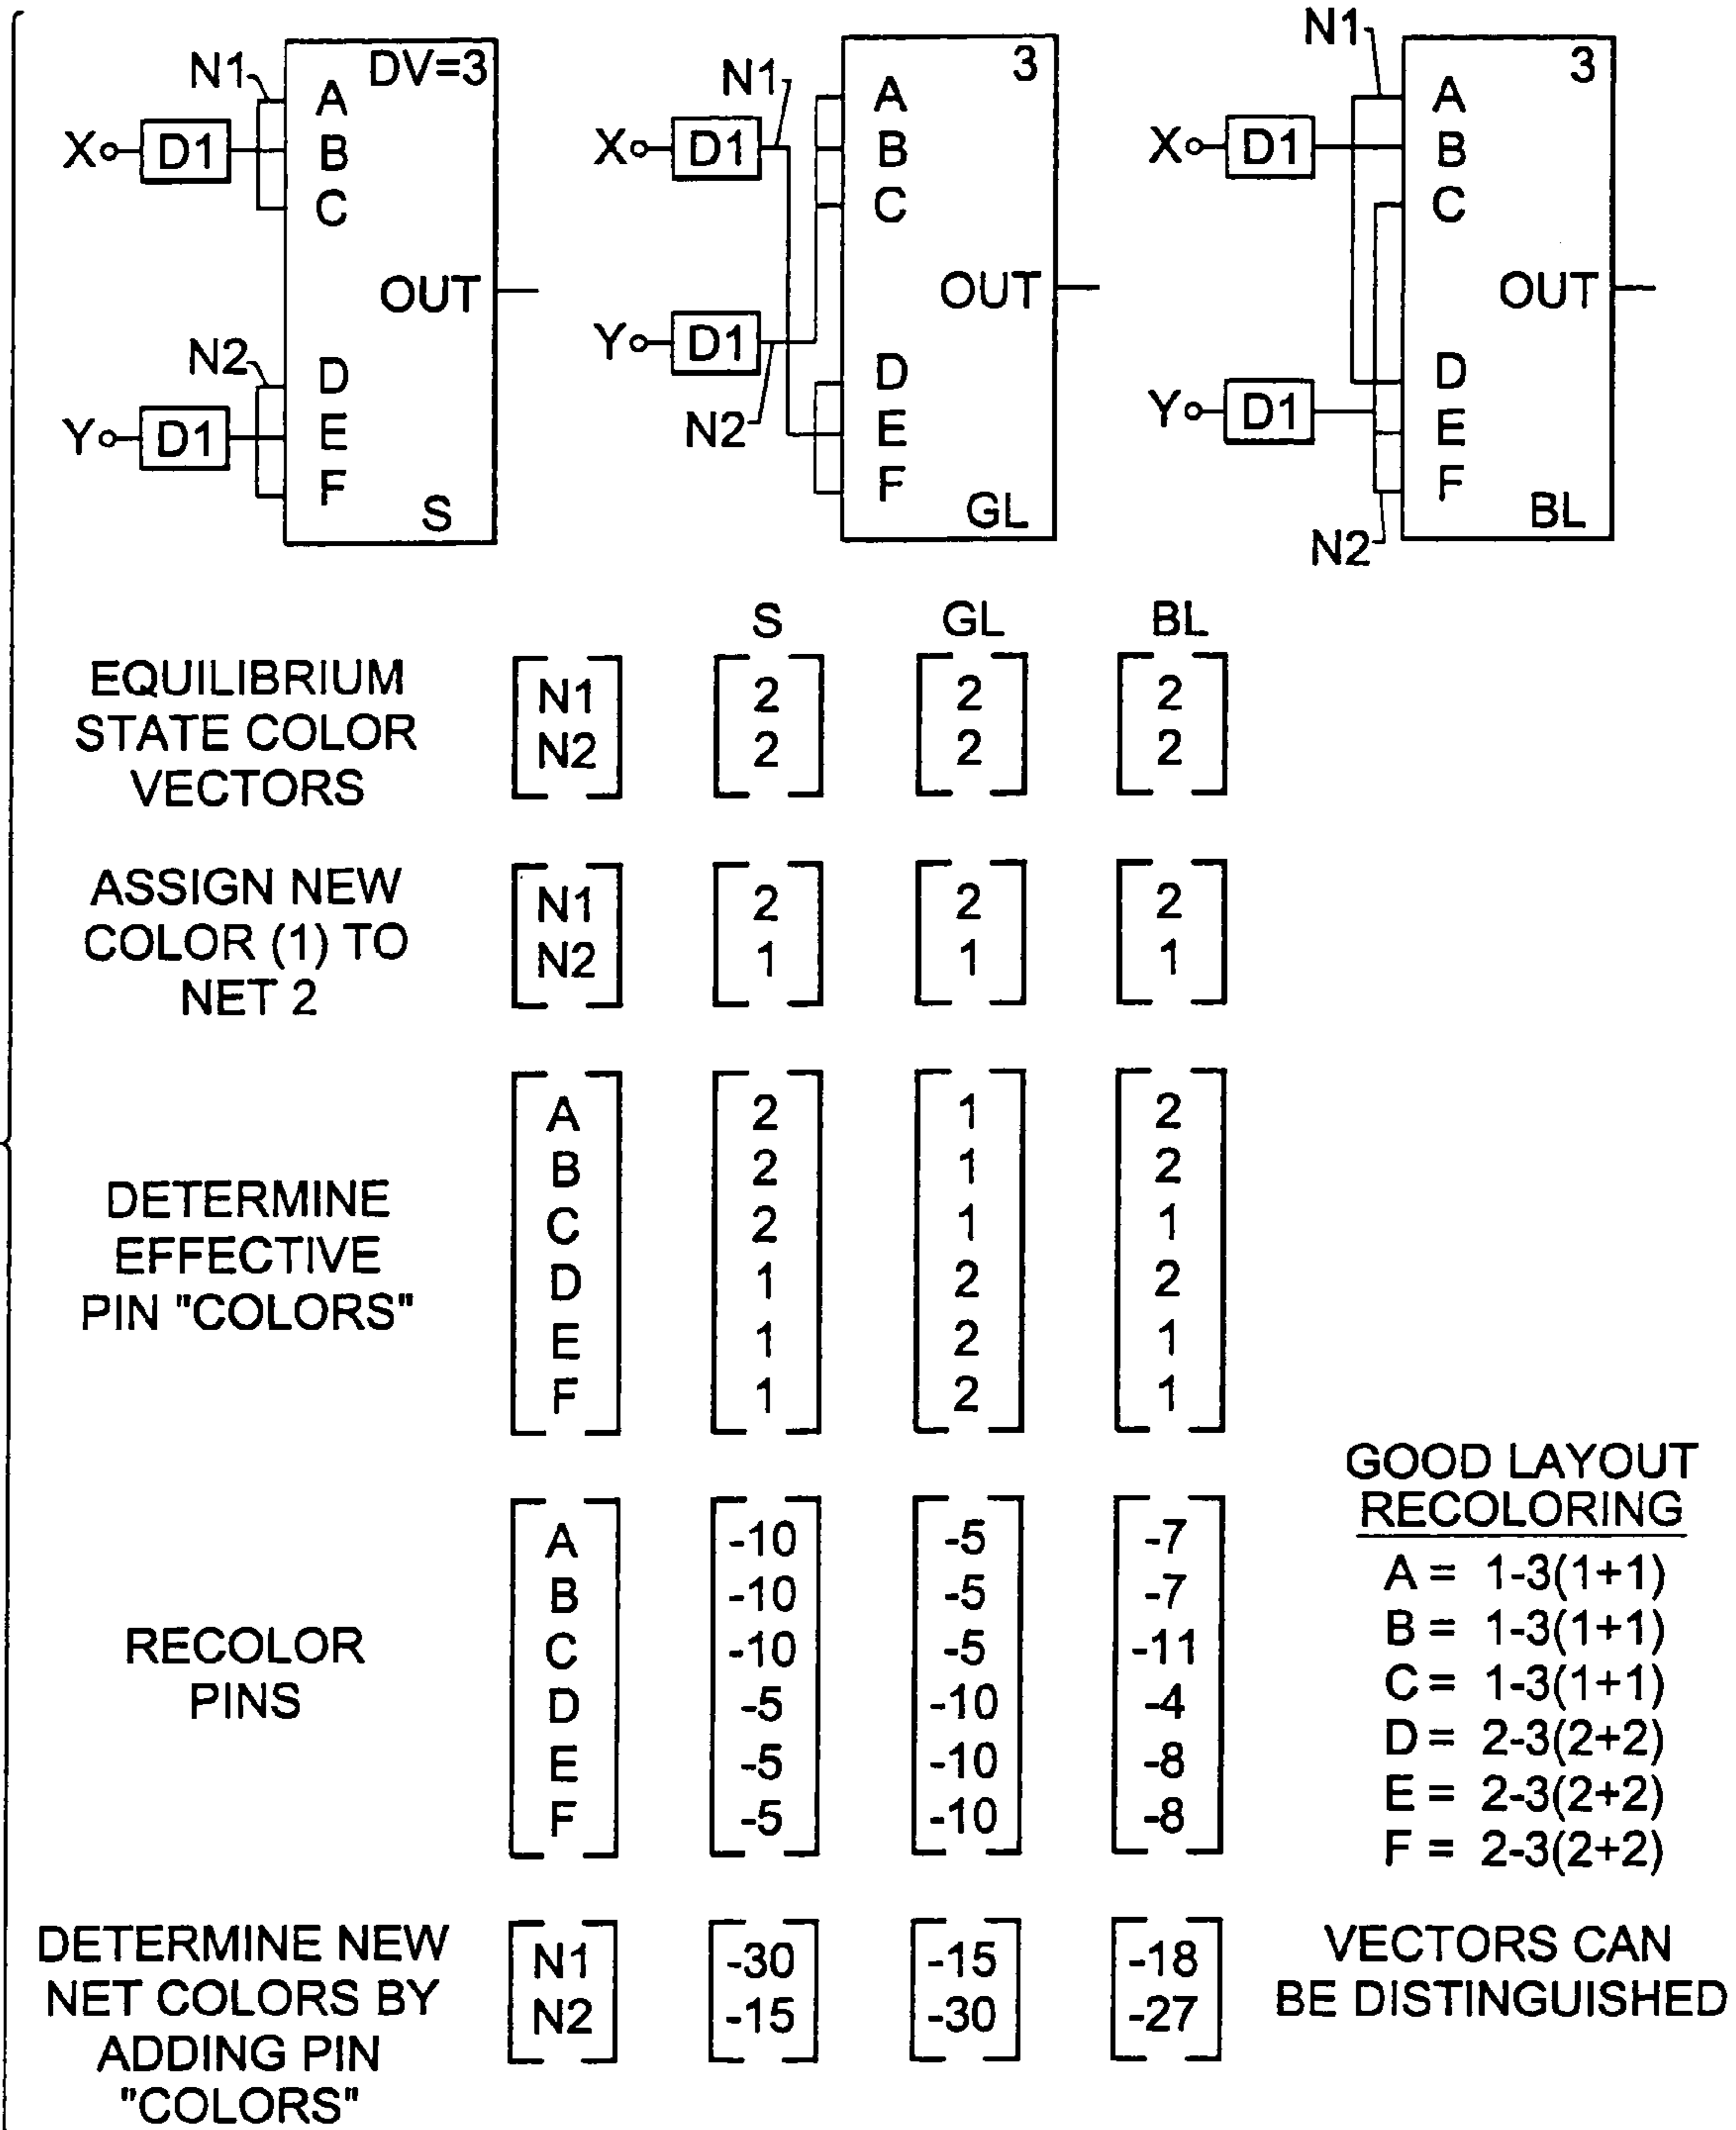 N1
A
DV=3
X
D1
B
C
OUT
N2
D
Y
D1
E
F
S
N1
A
3
X
D1
B
C
OUT
Y
D1
D
N2
E
F
GL
N1
A
3
X
D1
B
C
OUT
D
Y
D1
E
F
N2
BL
S GL BL
EQUILIBRIUM
STATE COLOR
VECTORS
N1 2 2 2
N2 2 2 2
ASSIGN NEW
COLOR (1) TO
NET 2
N1 2 2 2
N2 1 1 1
DETERMINE
EFFECTIVE
PIN "COLORS"
A 2 1 2
B 2 1 2
C 2 1 1
D 1 2 2
E 1 2 1
F 1 2 1
RECOLOR
PINS
A -10 -5 -7
B -10 -5 -7
C -10 -5 -11
D -5 -10 -4
E -5 -10 -8
F -5 -10 -8
GOOD LAYOUT
RECOLORING
A = 1-3(1+1)
B = 1-3(1+1)
C = 1-3(1+1)
D = 2-3(2+2)
E = 2-3(2+2)
F = 2-3(2+2)
DETERMINE NEW
NET COLORS BY
ADDING PIN
"COLORS"
N1 -30 -15 -18
N2 -15 -30 -27
VECTORS CAN
BE DISTINGUISHED